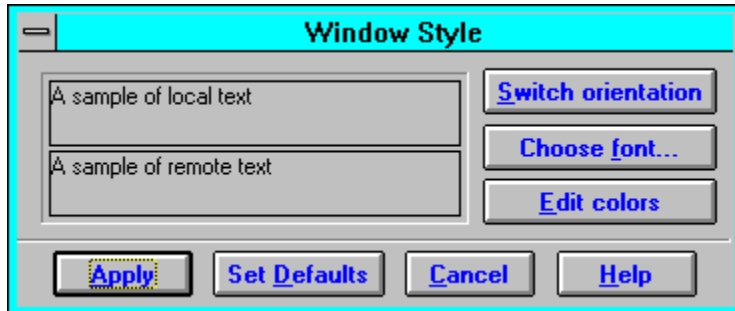 Window Style
A sample of local text
A sample of remote text
Switch orientation
Choose font...
Edit colors
Apply Set Defaults Cancel Help